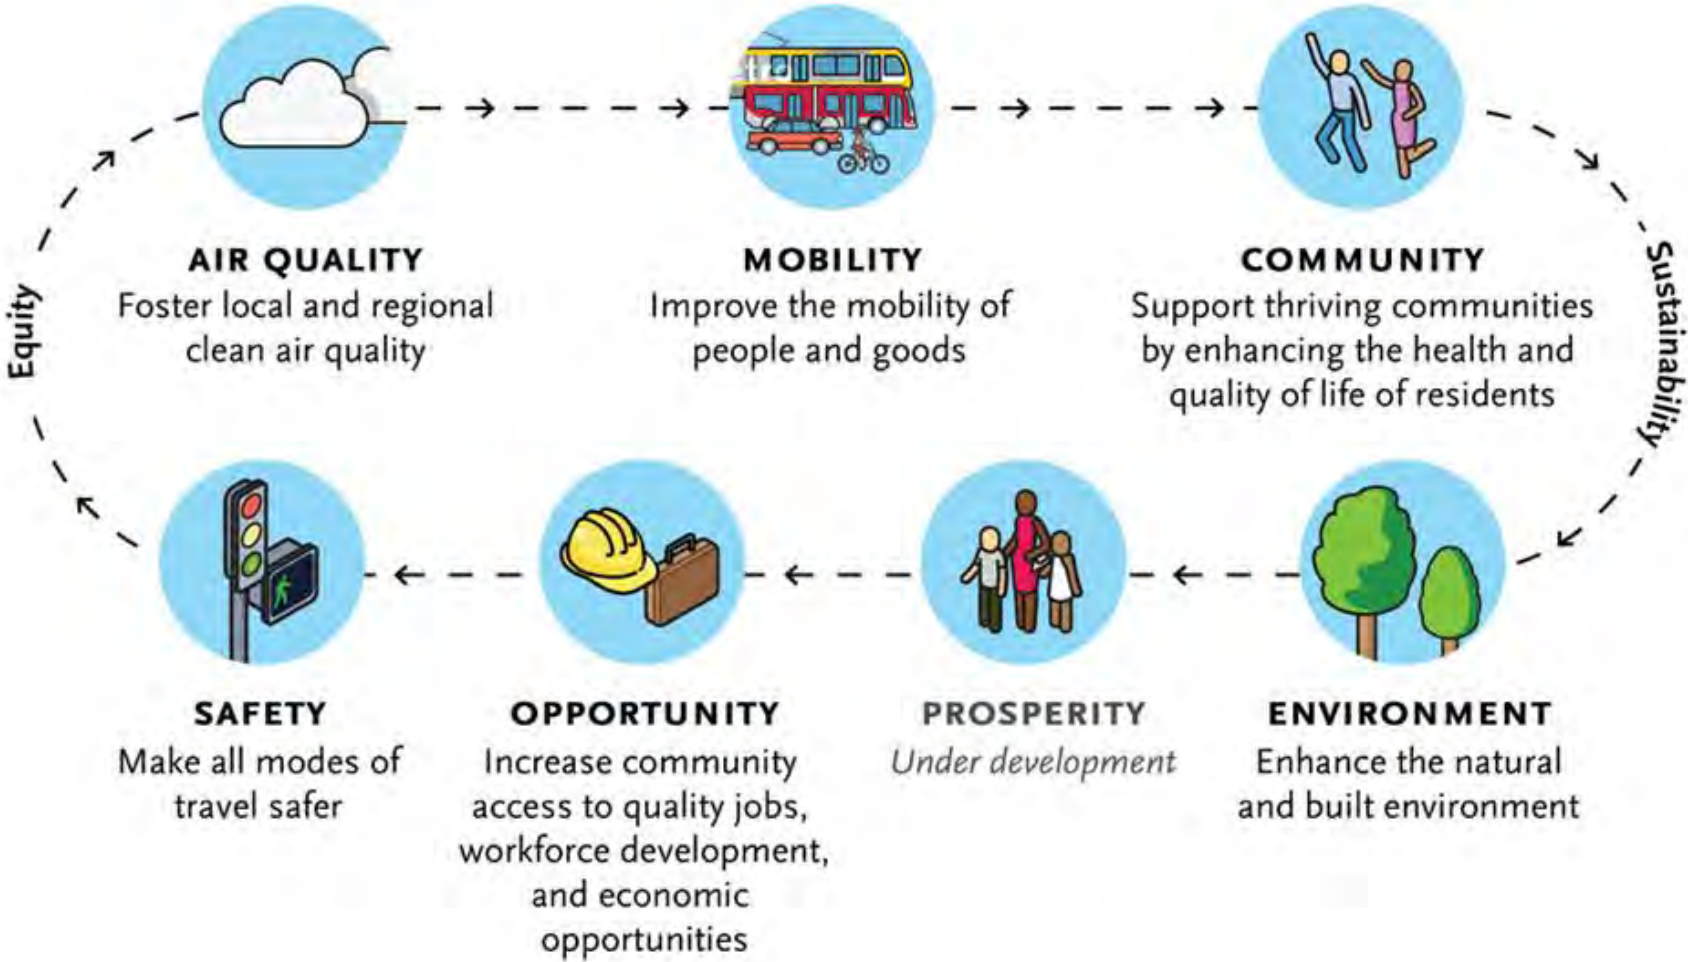 AIR QUALITY
Foster local and regional
clean air quality
MOBILITY
Improve the mobility of
people and goods
COMMUNITY
Support thriving communities
by enhancing the health and
quality of life of residents
Sustainability
ENVIRONMENT
Enhance the natural
and built environment
PROSPERITY
Under development
OPPORTUNITY
Increase community
access to quality jobs,
workforce development,
and economic
opportunities
SAFETY
Make all modes of
travel safer
Equity